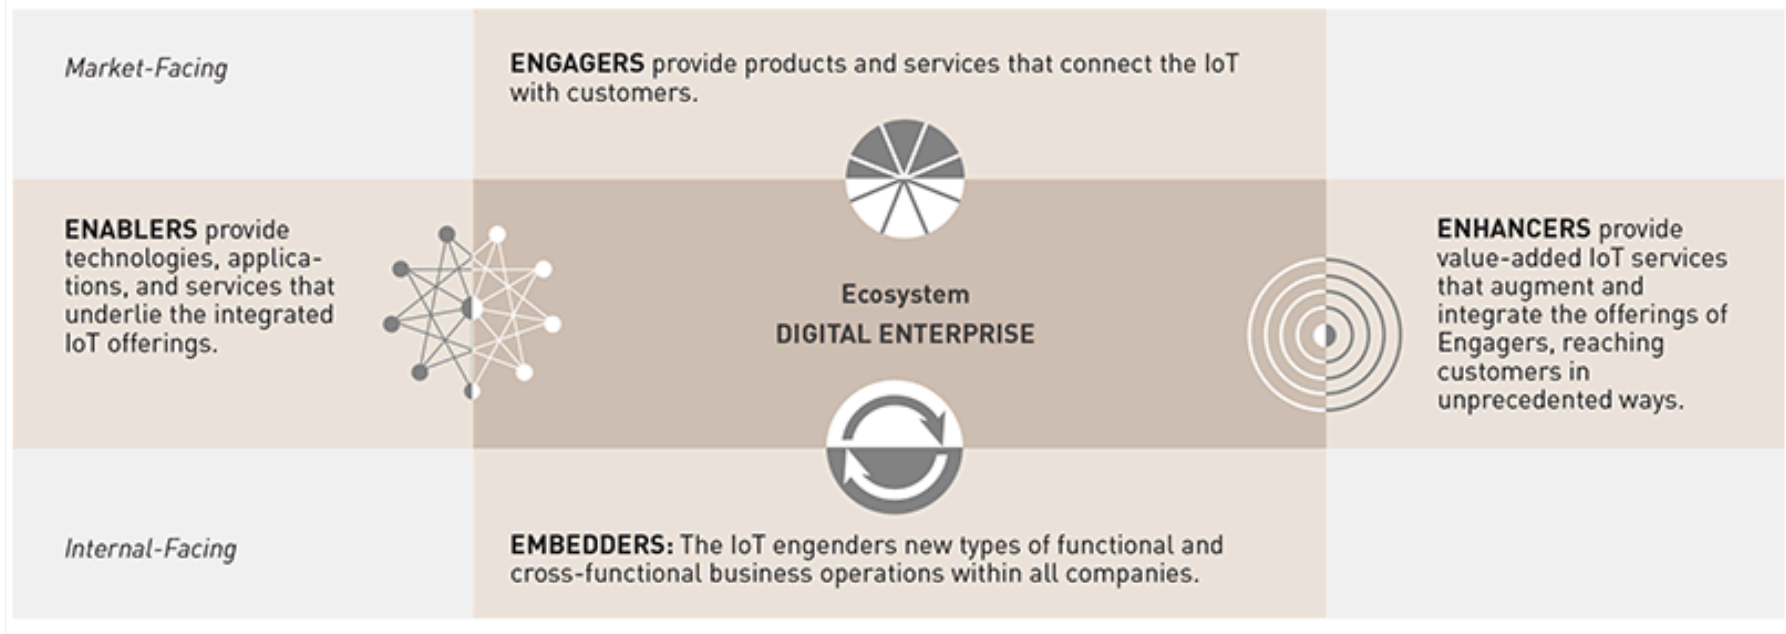 Market-Facing
ENGAGERS provide products and services that connect the IoT
with customers.
ENABLERS provide
technologies, applica-
tions, and services that
underlie the integrated
IoT offerings.
Ecosystem
DIGITAL ENTERPRISE
ENHANCERS provide
value-added IoT services
that augment and
integrate the offerings of
Engagers, reaching
customers in
unprecedented ways.
Internal-Facing
EMBEDDERS: The IoT engenders new types of functional and
cross-functional business operations within all companies.